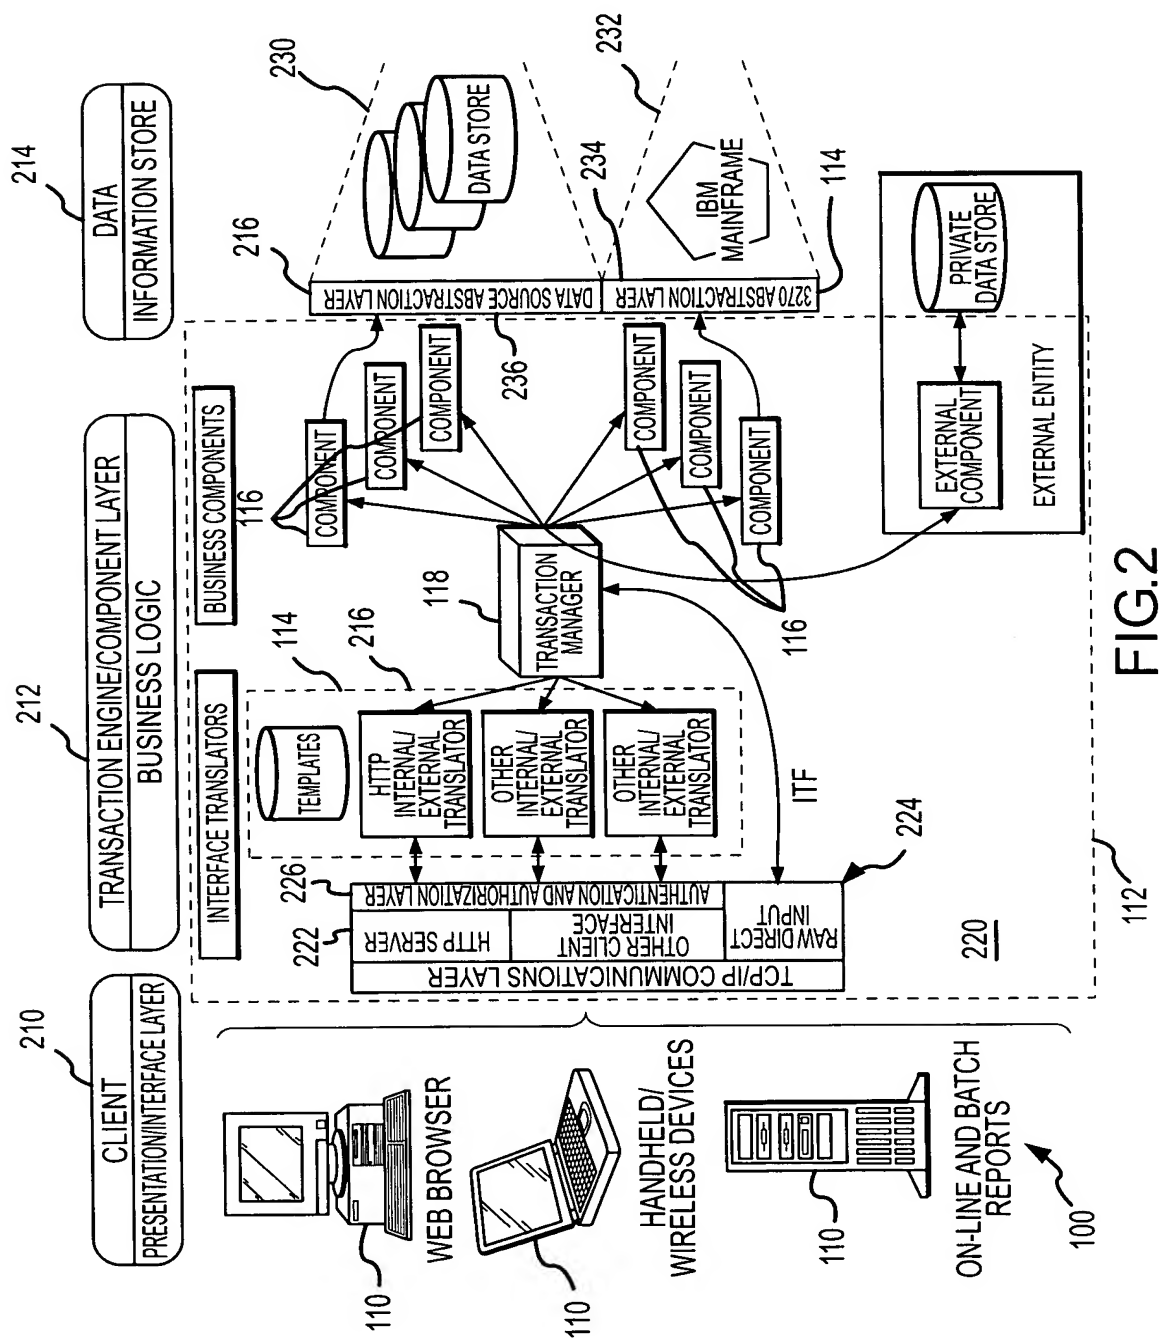 210
CLIENT
PRESENTATION/INTERFACE LAYER
212
TRANSACTION ENGINE/COMPONENT LAYER
BUSINESS LOGIC
214
DATA
INFORMATION STORE
INTERFACE TRANSLATORS
BUSINESS COMPONENTS
110
WEB BROWSER
110
HANDHELD/
WIRELESS DEVICES
110
ON-LINE AND BATCH
REPORTS
100
222
226
TCP/IP COMMUNICATIONS LAYER
HTTP SERVER
OTHER CLIENT
INTERFACE
AUTHENTICATION AND AUTHORIZATION LAYER
RAW DIRECT
INPUT
224
220
112
TEMPLATES
114
216
HTTP
INTERNAL/
EXTERNAL
TRANSLATOR
OTHER
INTERNAL/
EXTERNAL
TRANSLATOR
OTHER
INTERNAL/
EXTERNAL
TRANSLATOR
ITF
118
TRANSACTION
MANAGER
116
COMPONENT
COMPONENT
COMPONENT
COMPONENT
COMPONENT
COMPONENT
116
216
DATA SOURCE ABSTRACTION LAYER
236
234
3270 ABSTRACTION LAYER
114
230
DATA STORE
232
IBM
MAINFRAME
EXTERNAL
COMPONENT
PRIVATE
DATA STORE
EXTERNAL ENTITY
FIG.2